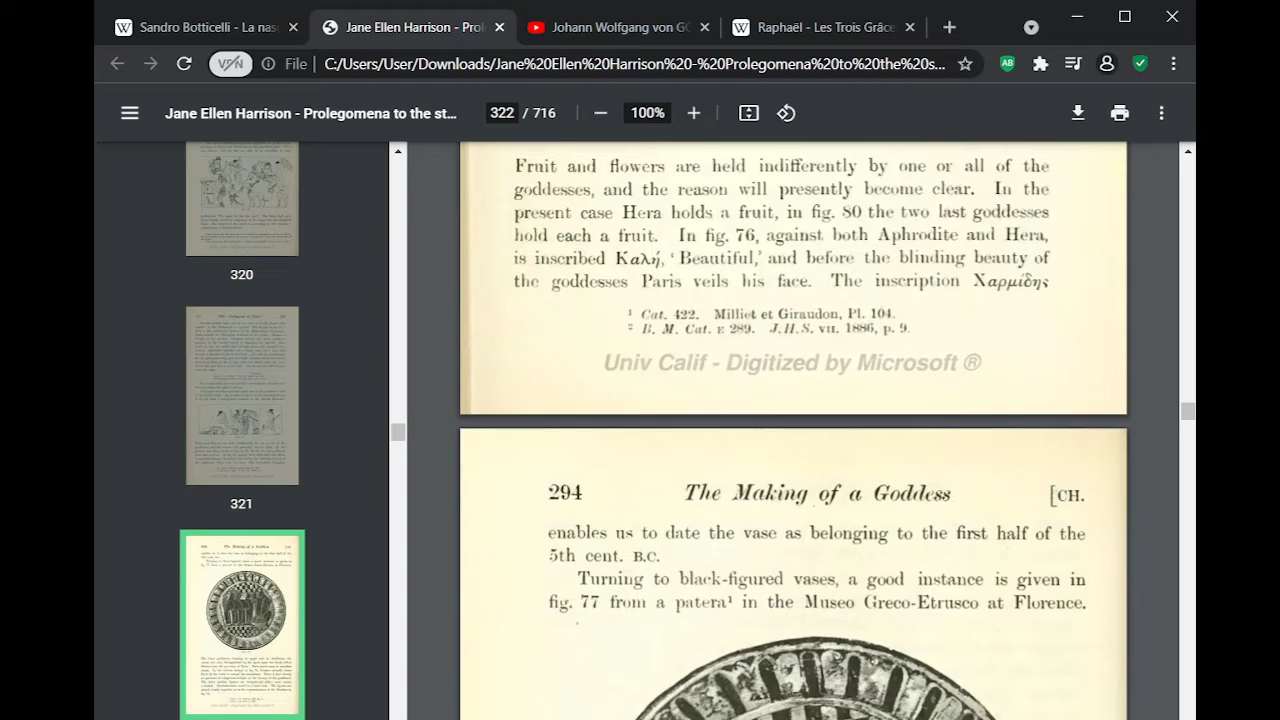 Sandro Botticelli - La nas
Jane Ellen Harrison - Prole
Johann Wolfgang von GO
Raphaël - Les Trois Grâce
VPN
File
C:/Users/User/Downloads/Jane%20Ellen%20Harrison%20-%20Prolegomena%20to%20the%20s...
AB
Jane Ellen Harrison - Prolegomena to the st...
322 / 716
100%
320
321
Fruit and flowers are held indifferently by one or all of the
goddesses, and the reason will presently become clear. In the
present case Hera holds a fruit, in fig. 80 the two last goddesses
hold each a fruit. In fig. 76, against both Aphrodite and Hera,
is inscribed Καλή, ‘Beautiful,’ and before the blinding beauty of
the goddesses Paris veils his face. The inscription Χαρμίδης
¹ Cat. 422. Milliet et Giraudon, Pl. 104.
² B. M. Cat. E 289. J.H.S. vii. 1886, p. 9.
Univ Calif - Digitized by Microsoft ®
294 The Making of a Goddess [CH.
enables us to date the vase as belonging to the first half of the
5th cent. B.C.
Turning to black-figured vases, a good instance is given in
fig. 77 from a patera¹ in the Museo Greco-Etrusco at Florence.